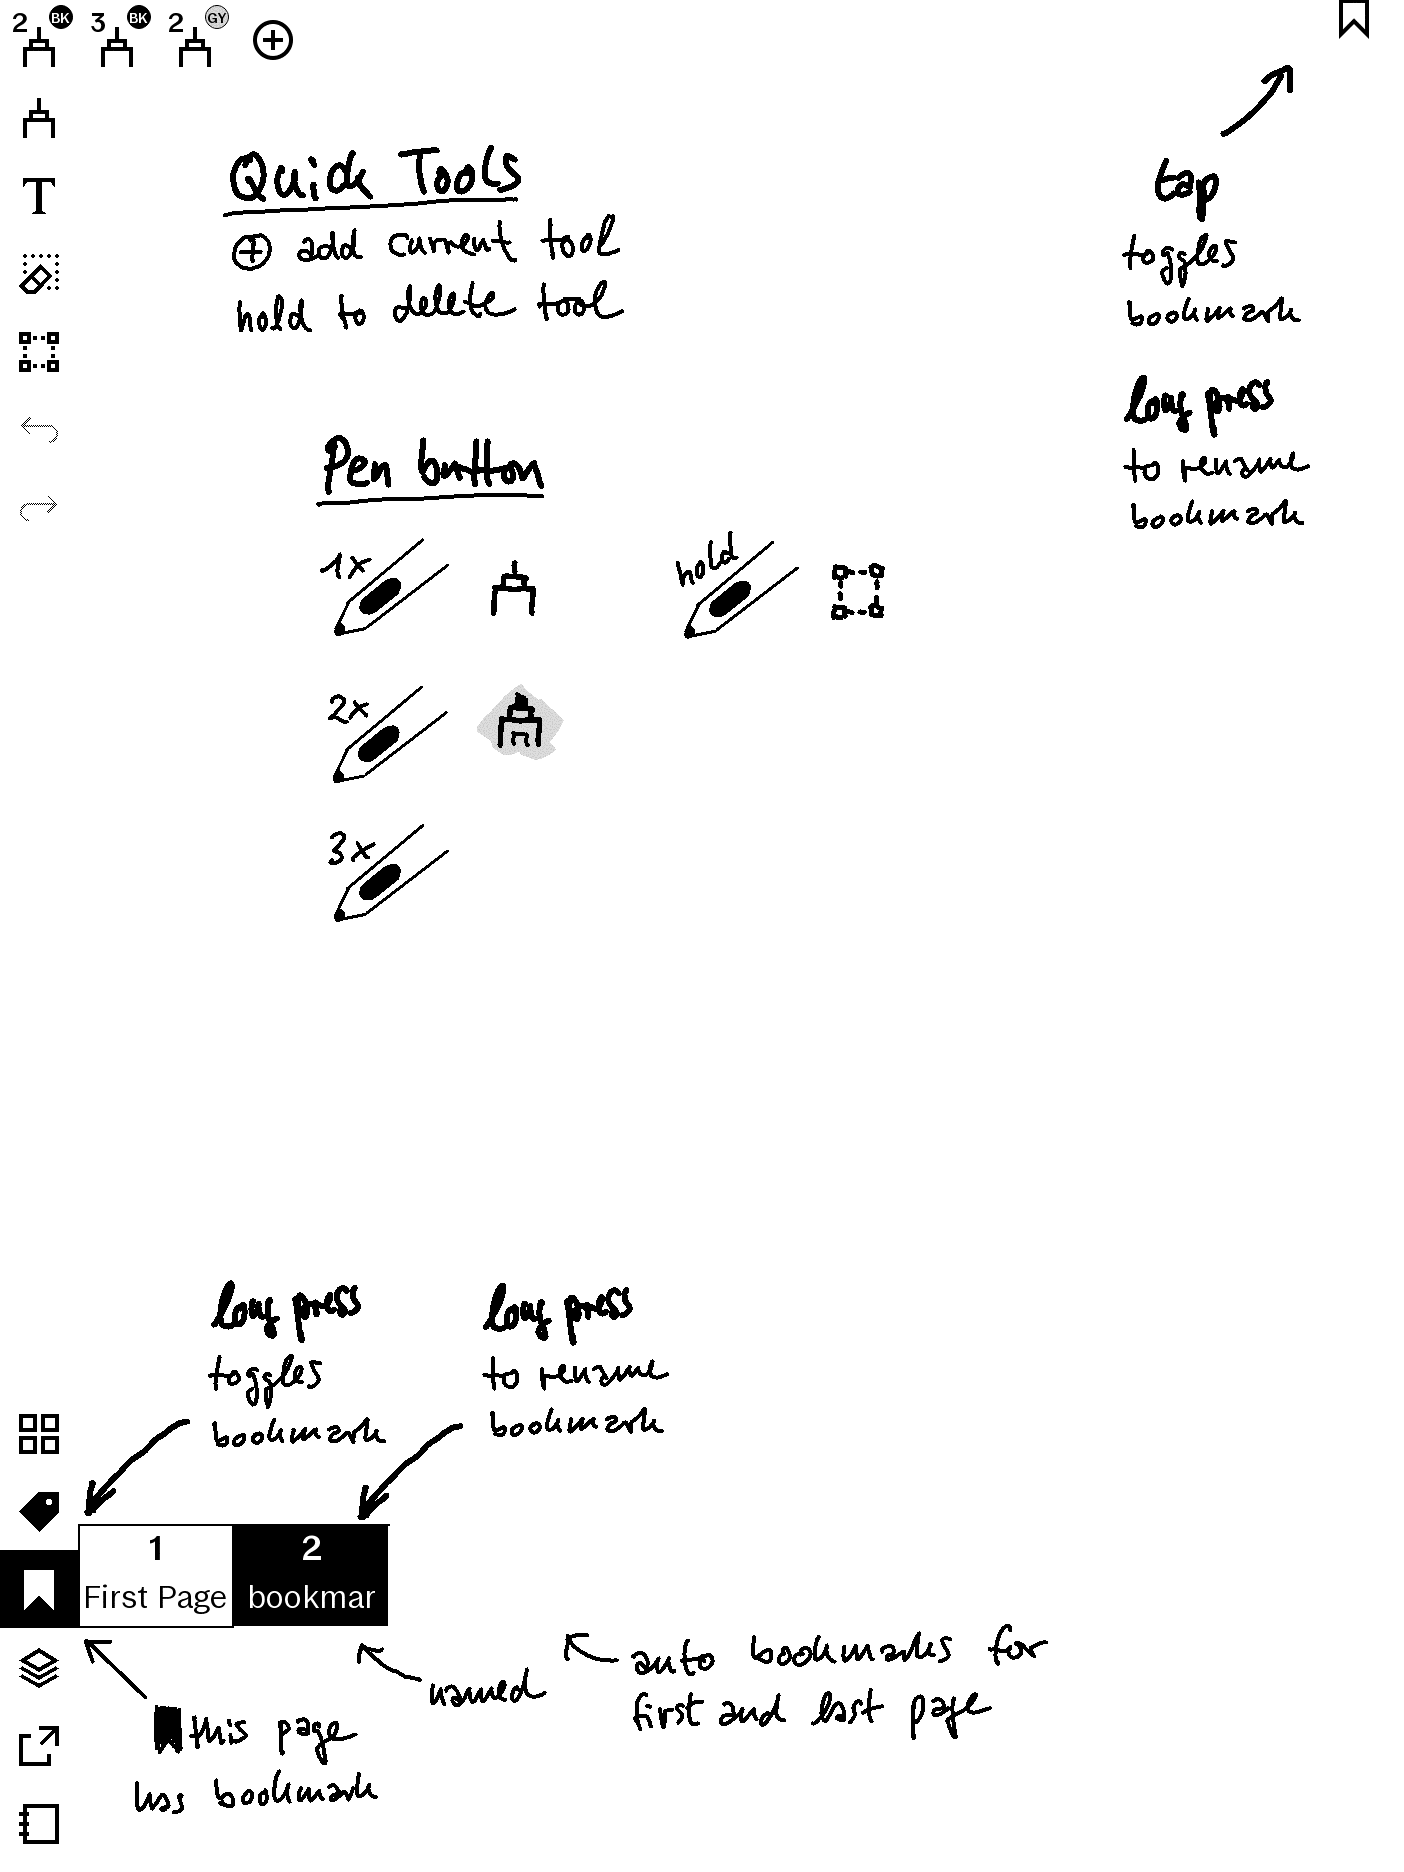 2 BK 3 BK 2 GY
T
Quick Tools
⊕ add current tool
hold to delete tool
tap
toggles
bookmark
long press
to rename
bookmark
Pen button
1x
hold
2x
3x
long press
toggles
bookmark
long press
to rename
bookmark
1
First Page
2
bookmar
this page
has bookmark
named
auto bookmarks for
first and last page